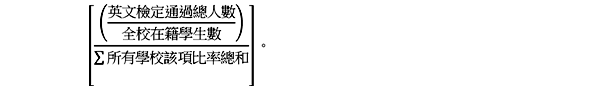 英文檢定通過總人數
全校在籍學生數
∑所有學校該項比率總和
。